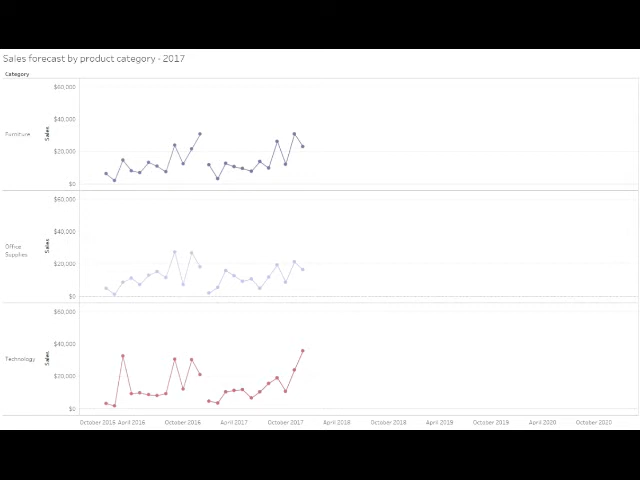 Sales forecast by product category - 2017
Category
Furniture
Sales
$60,000
$40,000
$20,000
$0
Office
Supplies
Sales
$60,000
$40,000
$20,000
$0
Technology
Sales
$60,000
$40,000
$20,000
$0
October 2015 April 2016 October 2016 April 2017 October 2017 April 2018 October 2018 April 2019 October 2019 April 2020 October 2020